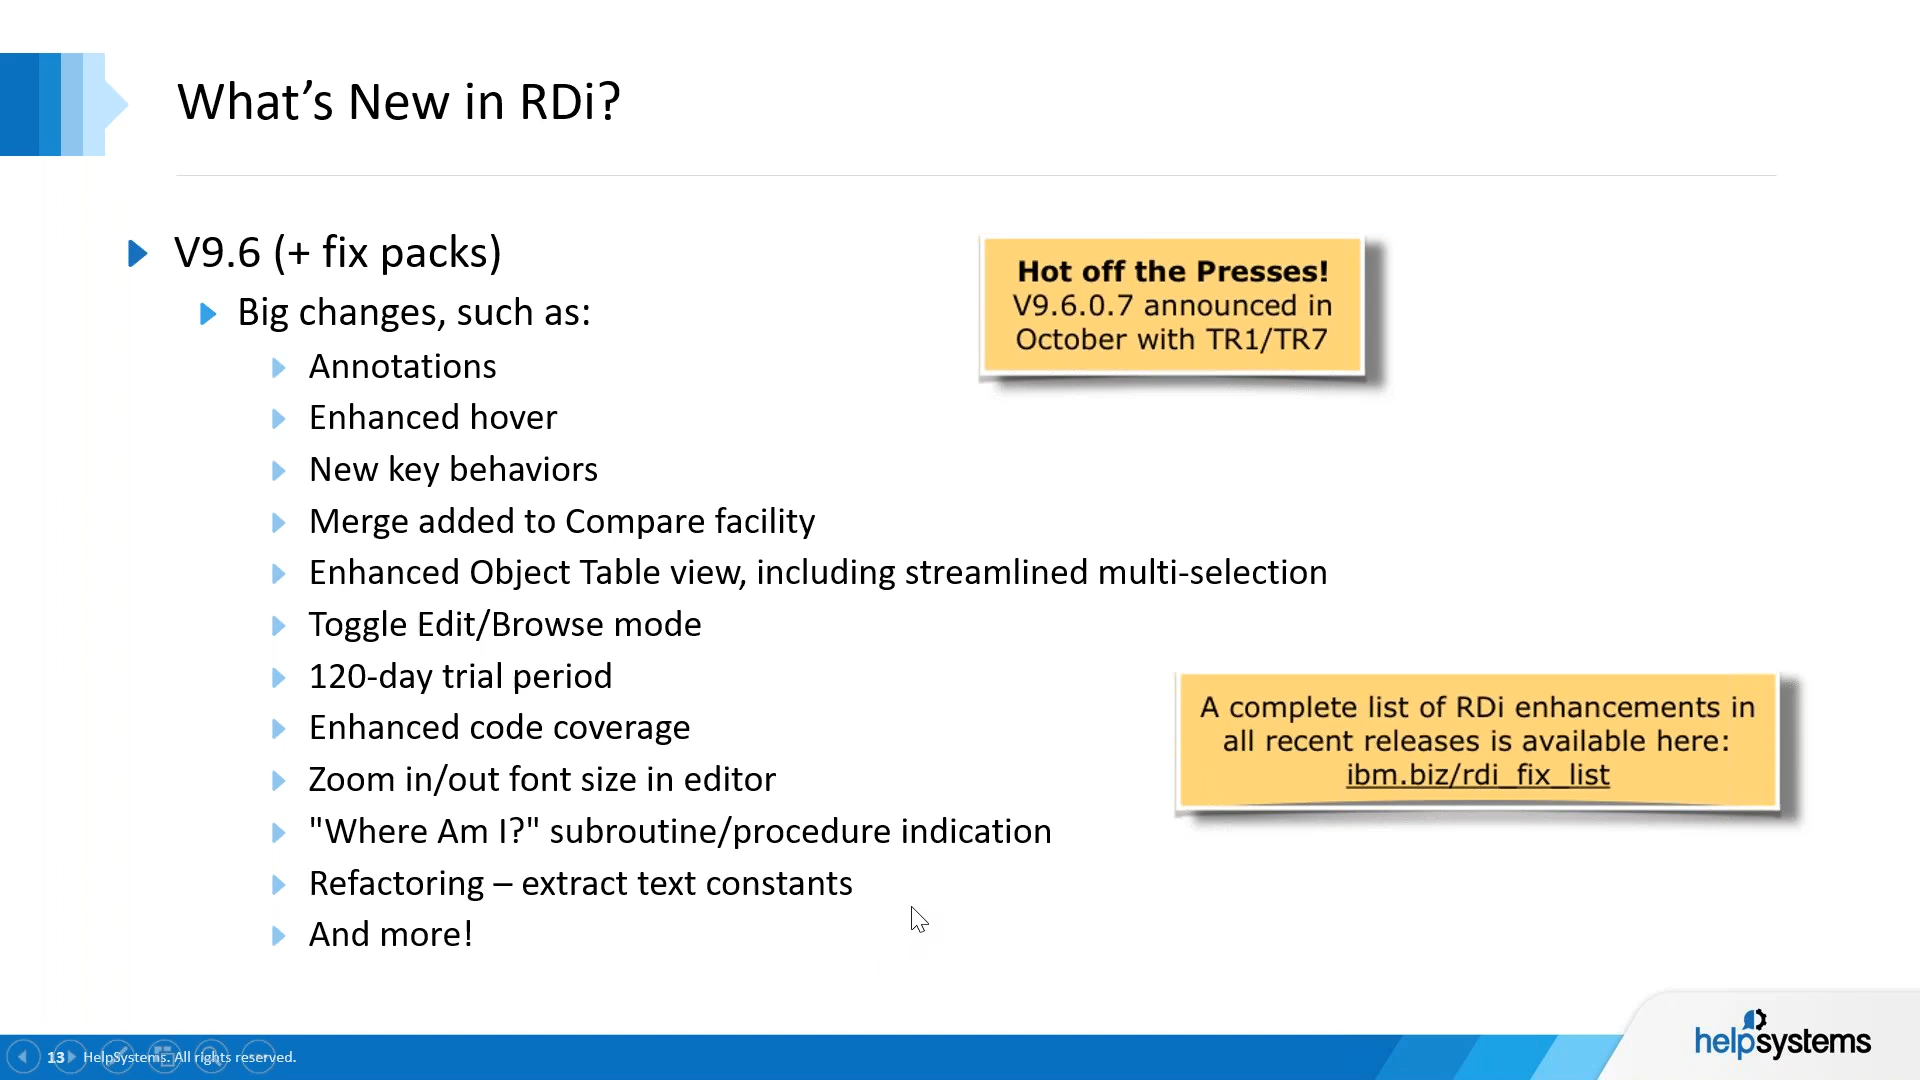 What’s New in RDi?
V9.6 (+ fix packs)
Big changes, such as:
Annotations
Enhanced hover
New key behaviors
Merge added to Compare facility
Enhanced Object Table view, including streamlined multi-selection
Toggle Edit/Browse mode
120-day trial period
Enhanced code coverage
Zoom in/out font size in editor
"Where Am I?" subroutine/procedure indication
Refactoring – extract text constants
And more!
Hot off the Presses!
V9.6.0.7 announced in
October with TR1/TR7
A complete list of RDi enhancements in
all recent releases is available here:
ibm.biz/rdi_fix_list
13 HelpSystems. All rights reserved.
helpsystems